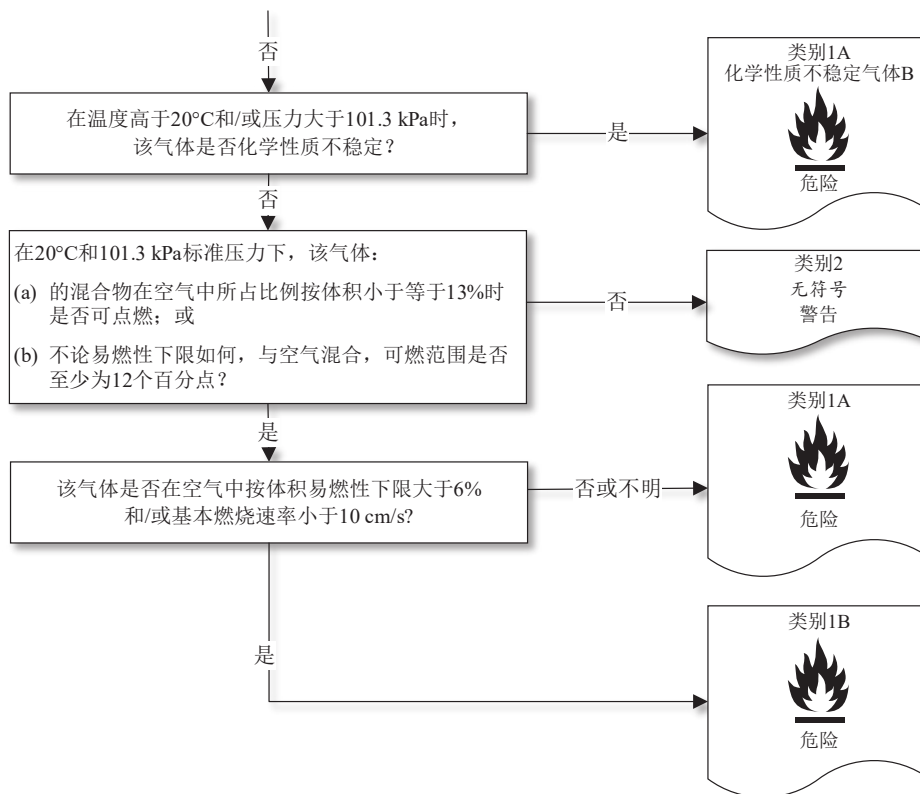 否
类别1A
化学性质不稳定气体B
危险
在温度高于20°C和/或压力大于101.3 kPa时，
该气体是否化学性质不稳定？
是
否
在20°C和101.3 kPa标准压力下，该气体：
(a) 的混合物在空气中所占比例按体积小于等于13%时
是否可点燃；或
(b) 不论易燃性下限如何，与空气混合，可燃范围是否
至少为12个百分点？
否
类别2
无符号
警告
是
类别1A
危险
该气体是否在空气中按体积易燃性下限大于6%
和/或基本燃烧速率小于10 cm/s?
否或不明
是
类别1B
危险